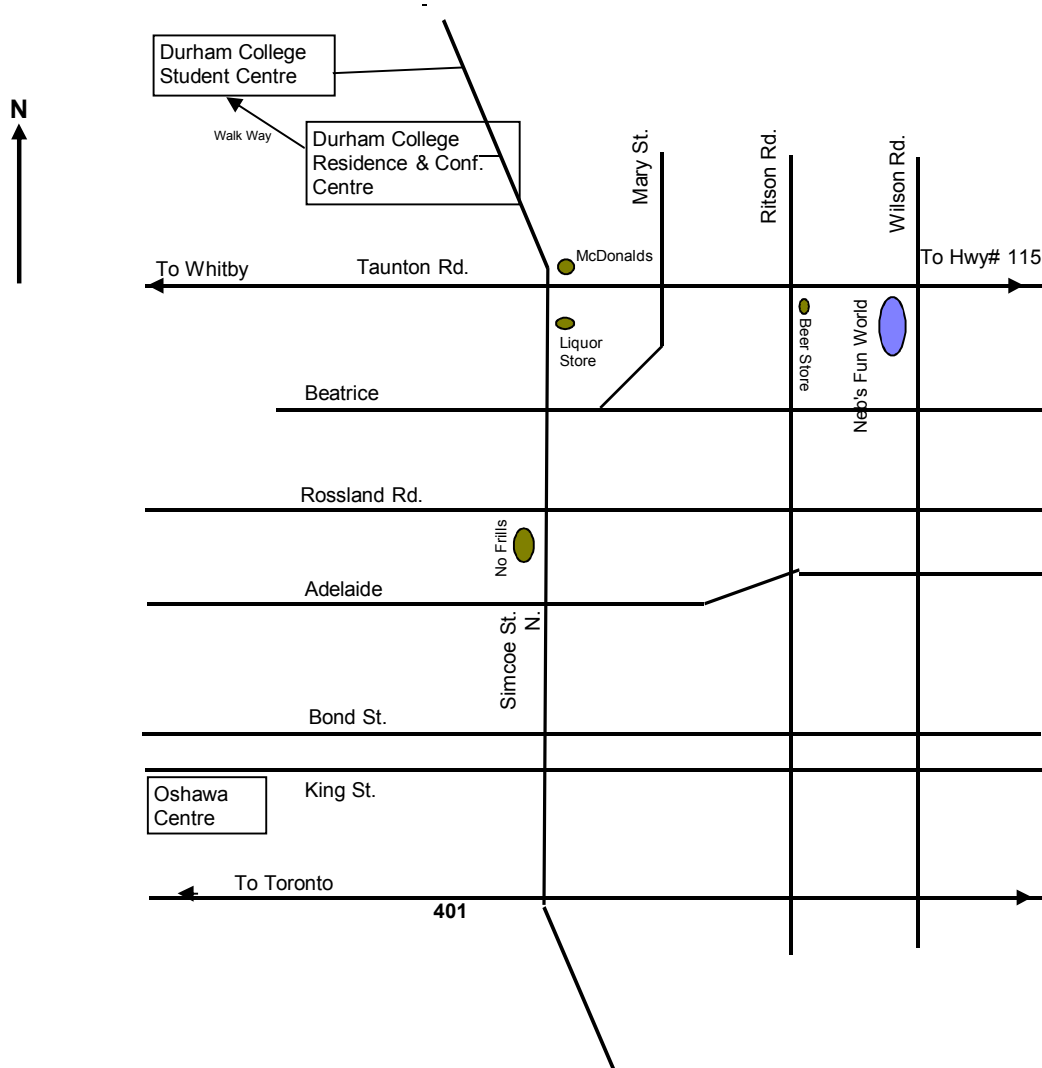 Durham College
Student Centre
N
Walk Way
Durham College
Residence & Conf.
Centre
Mary St.
Ritson Rd.
Wilson Rd.
McDonalds
To Hwy# 115
To Whitby
Taunton Rd.
Liquor
Store
Beer Store
Neb's Fun World
Beatrice
Rossland Rd.
No Frills
Adelaide
Simcoe St.
N.
Bond St.
King St.
Oshawa
Centre
To Toronto
401